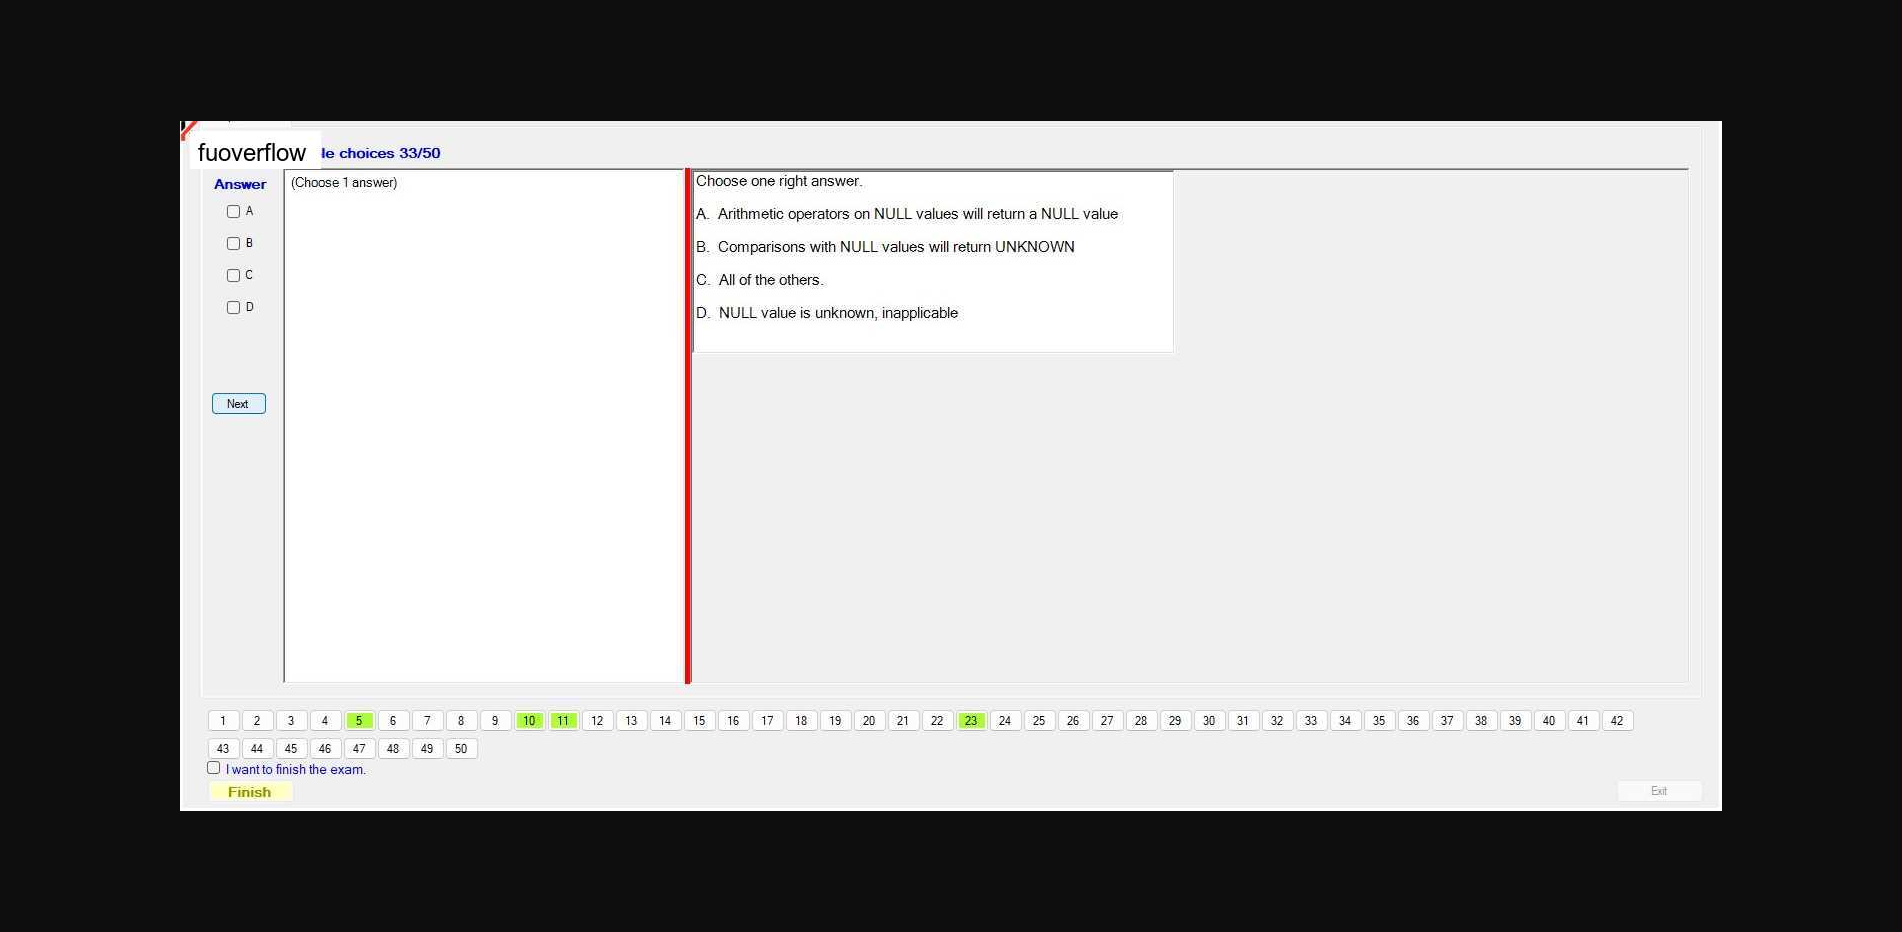 fuoverflow
le choices 33/50
Answer
(Choose 1 answer)
A
B
C
D
Next
Choose one right answer.
A. Arithmetic operators on NULL values will return a NULL value
B. Comparisons with NULL values will return UNKNOWN
C. All of the others.
D. NULL value is unknown, inapplicable
1 2 3 4 5 6 7 8 9 10 11 12 13 14 15 16 17 18 19 20 21 22 23 24 25 26 27 28 29 30 31 32 33 34 35 36 37 38 39 40 41 42
43 44 45 46 47 48 49 50
I want to finish the exam.
Finish
Exit